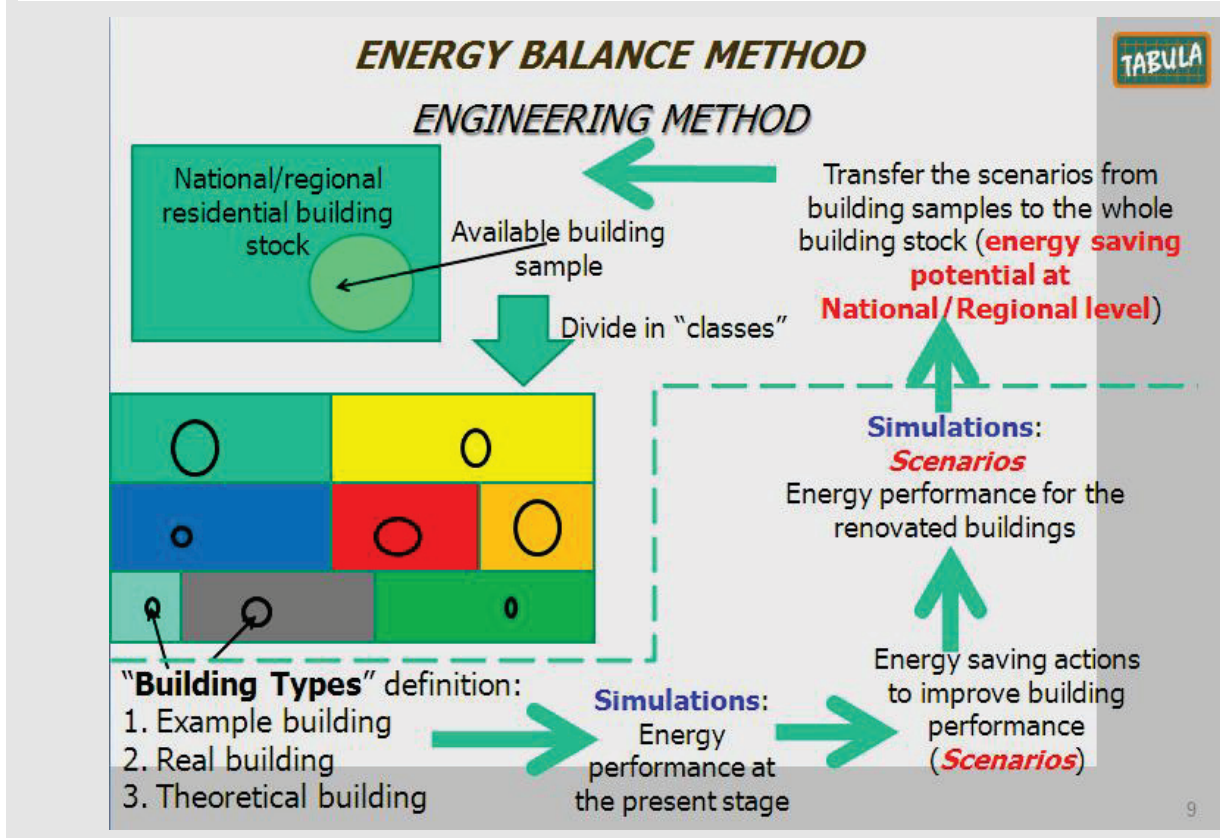 ENERGY BALANCE METHOD
TABULA
ENGINEERING METHOD
National/regional
residential building
stock
Available building
sample
Divide in “classes”
Transfer the scenarios from
building samples to the whole
building stock (energy saving
potential at
National/Regional level)
Simulations:
Scenarios
Energy performance for the
renovated buildings
“Building Types” definition:
1. Example building
2. Real building
3. Theoretical building
Simulations:
Energy
performance at
the present stage
Energy saving actions
to improve building
performance
(Scenarios)
9